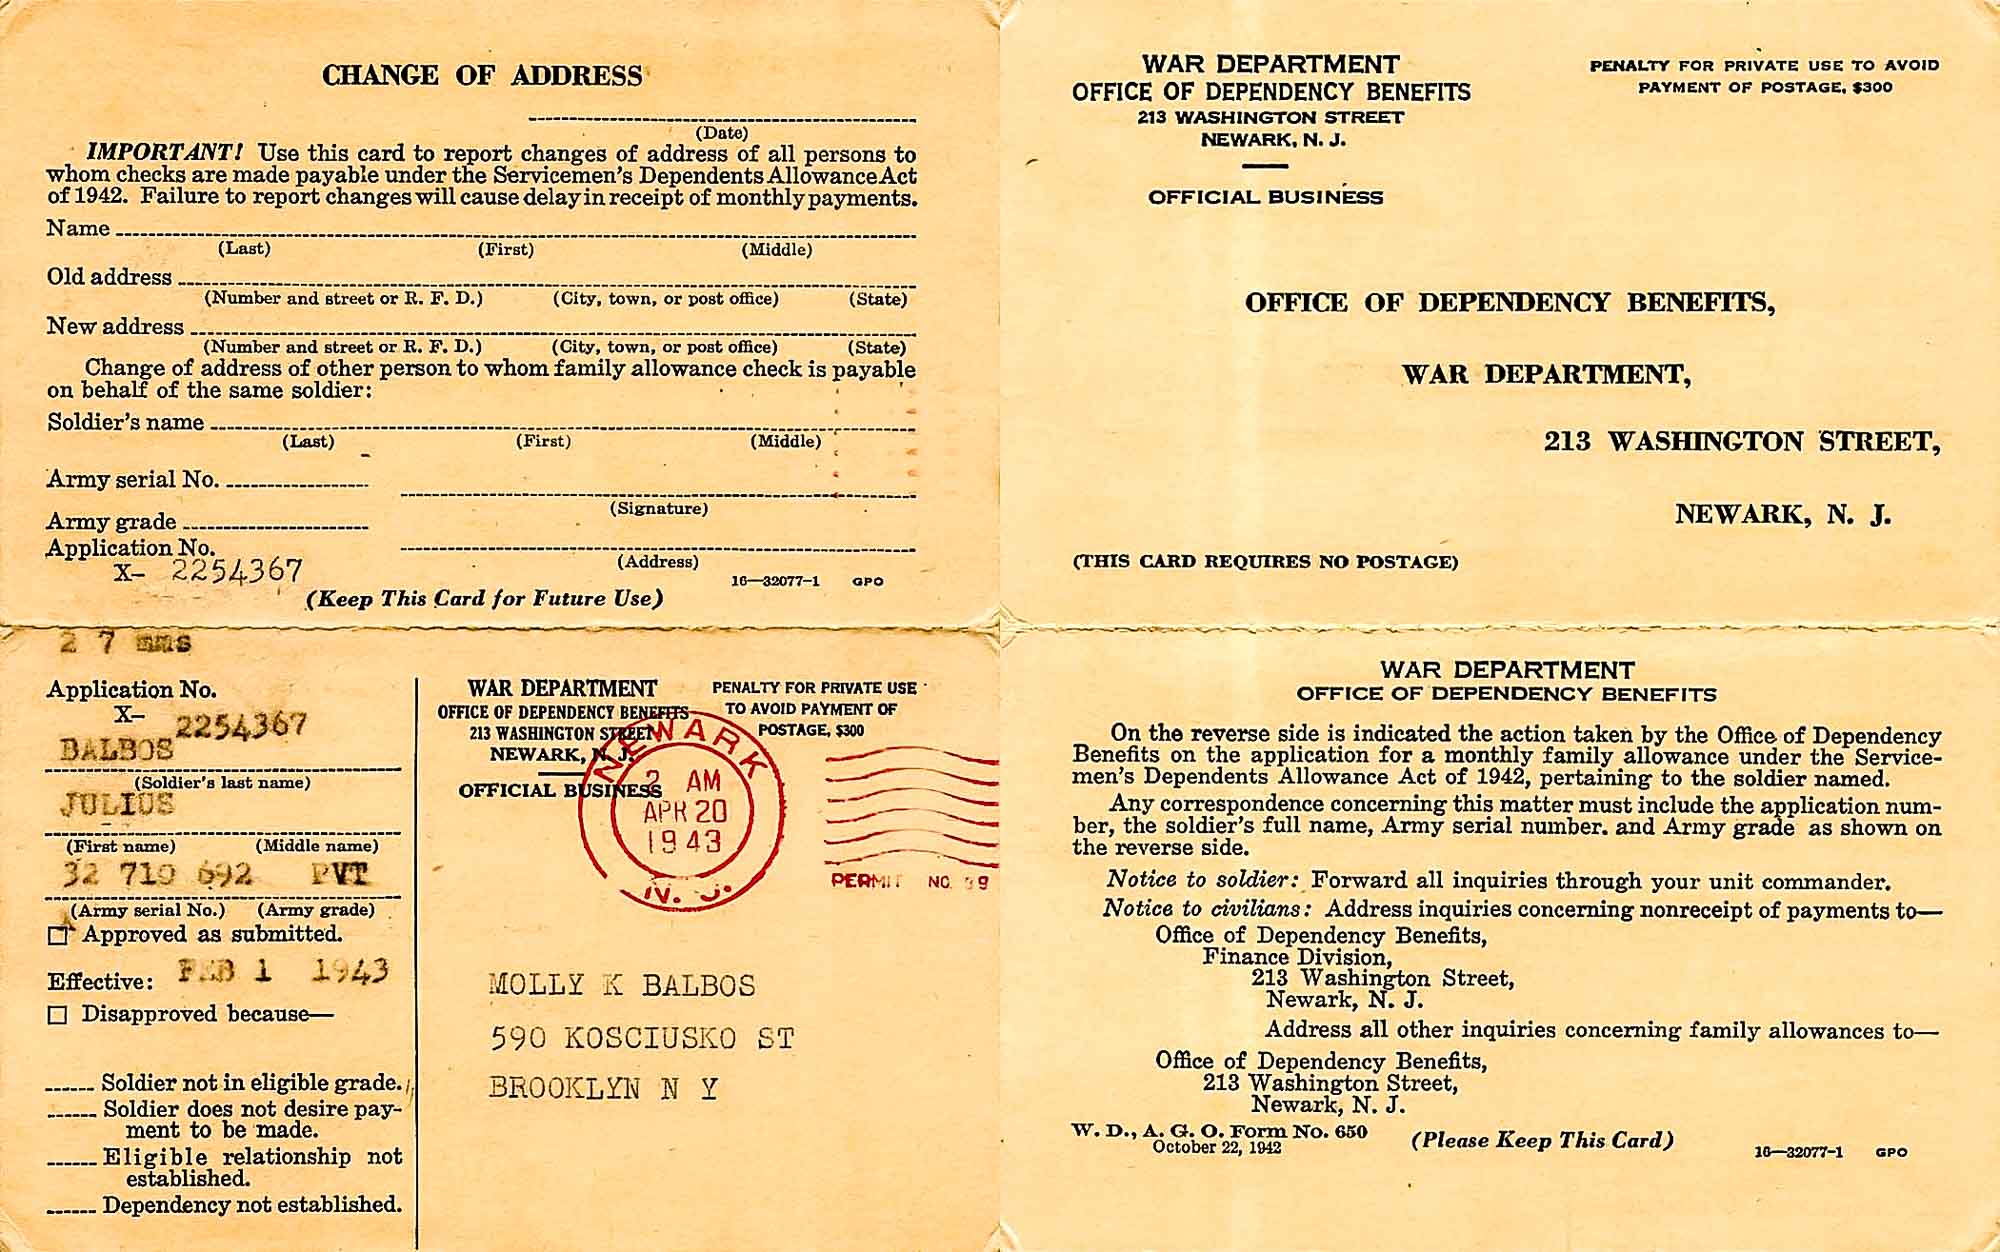 CHANGE OF ADDRESS
(Date)
IMPORTANT! Use this card to report changes of address of all persons to
whom checks are made payable under the Servicemen's Dependents Allowance Act
of 1942. Failure to report changes will cause delay in receipt of monthly payments.
Name
(Last) (First) (Middle)
Old address
(Number and street or R. F. D.) (City, town, or post office) (State)
New address
(Number and street or R. F. D.) (City, town, or post office) (State)
Change of address of other person to whom family allowance check is payable
on behalf of the same soldier:
Soldier's name
(Last) (First) (Middle)
Army serial No.
(Signature)
Army grade
Application No.
X- 2254367
(Address)
16—32077-1 GPO
(Keep This Card for Future Use)
WAR DEPARTMENT
OFFICE OF DEPENDENCY BENEFITS
213 WASHINGTON STREET
NEWARK, N. J.
OFFICIAL BUSINESS
PENALTY FOR PRIVATE USE TO AVOID
PAYMENT OF POSTAGE, $300
OFFICE OF DEPENDENCY BENEFITS,
WAR DEPARTMENT,
213 WASHINGTON STREET,
NEWARK, N. J.
(THIS CARD REQUIRES NO POSTAGE)
2 7 mms
Application No.
X- 2254367
BALBOS
(Soldier's last name)
JULIUS
(First name) (Middle name)
32 719 692 PVT
(Army serial No.) (Army grade)
Approved as submitted.
Effective: FEB 1 1943
Disapproved because—
Soldier not in eligible grade.
Soldier does not desire pay-
ment to be made.
Eligible relationship not
established.
Dependency not established.
WAR DEPARTMENT
OFFICE OF DEPENDENCY BENEFITS
213 WASHINGTON STREET
NEWARK, N. J.
OFFICIAL BUSINESS
PENALTY FOR PRIVATE USE
TO AVOID PAYMENT OF
POSTAGE, $300
NEWARK
2 AM
APR 20
1943
N. J.
PERMIT NO.
MOLLY K BALBOS
590 KOSCIUSKO ST
BROOKLYN N Y
WAR DEPARTMENT
OFFICE OF DEPENDENCY BENEFITS
On the reverse side is indicated the action taken by the Office of Dependency
Benefits on the application for a monthly family allowance under the Service-
men's Dependents Allowance Act of 1942, pertaining to the soldier named.
Any correspondence concerning this matter must include the application num-
ber, the soldier's full name, Army serial number. and Army grade as shown on
the reverse side.
Notice to soldier: Forward all inquiries through your unit commander.
Notice to civilians: Address inquiries concerning nonreceipt of payments to—
Office of Dependency Benefits,
Finance Division,
213 Washington Street,
Newark, N. J.
Address all other inquiries concerning family allowances to—
Office of Dependency Benefits,
213 Washington Street,
Newark, N. J.
W. D., A. G. O. Form No. 650
October 22, 1942
(Please Keep This Card)
16—32077-1 GPO